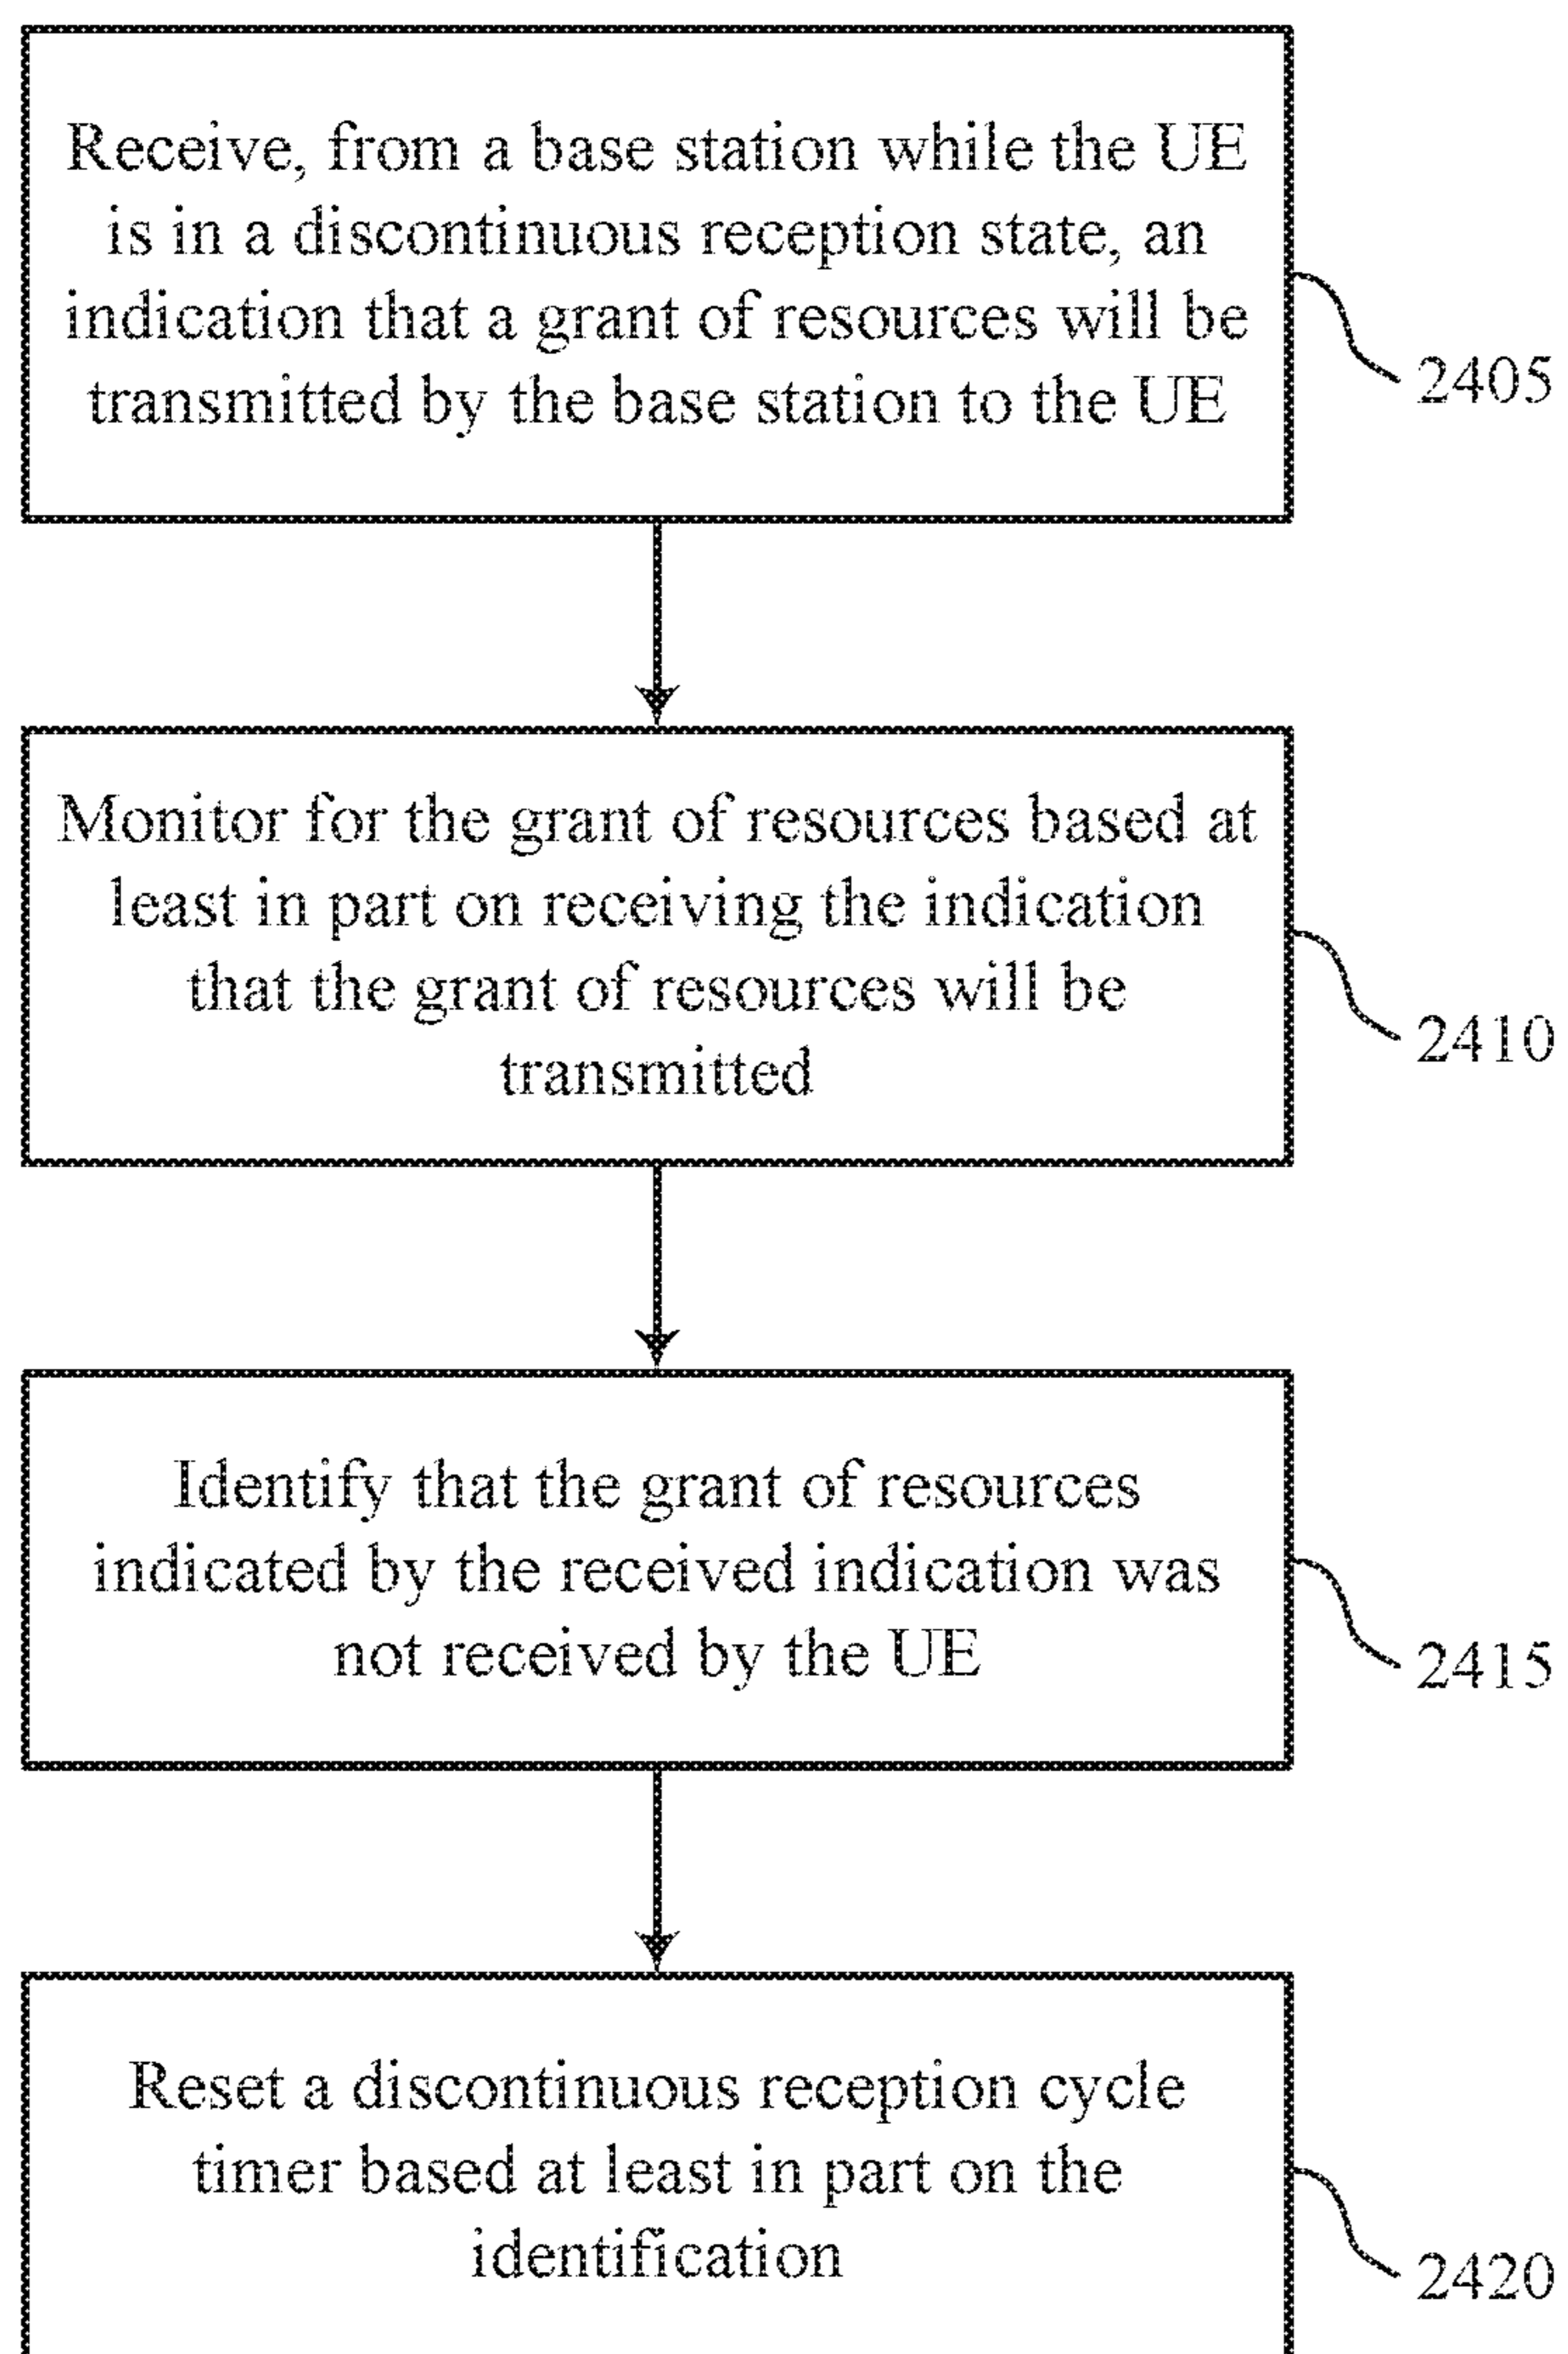 Receive, from a base station while the UE
is in a discontinuous reception state, an
indication that a grant of resources will be
transmitted by the base station to the UE
2405
Monitor for the grant of resources based at
least in part on receiving the indication
that the grant of resources will be
transmitted
2410
Identify that the grant of resources
indicated by the received indication was
not received by the UE
2415
Reset a discontinuous reception cycle
timer based at least in part on the
identification
2420